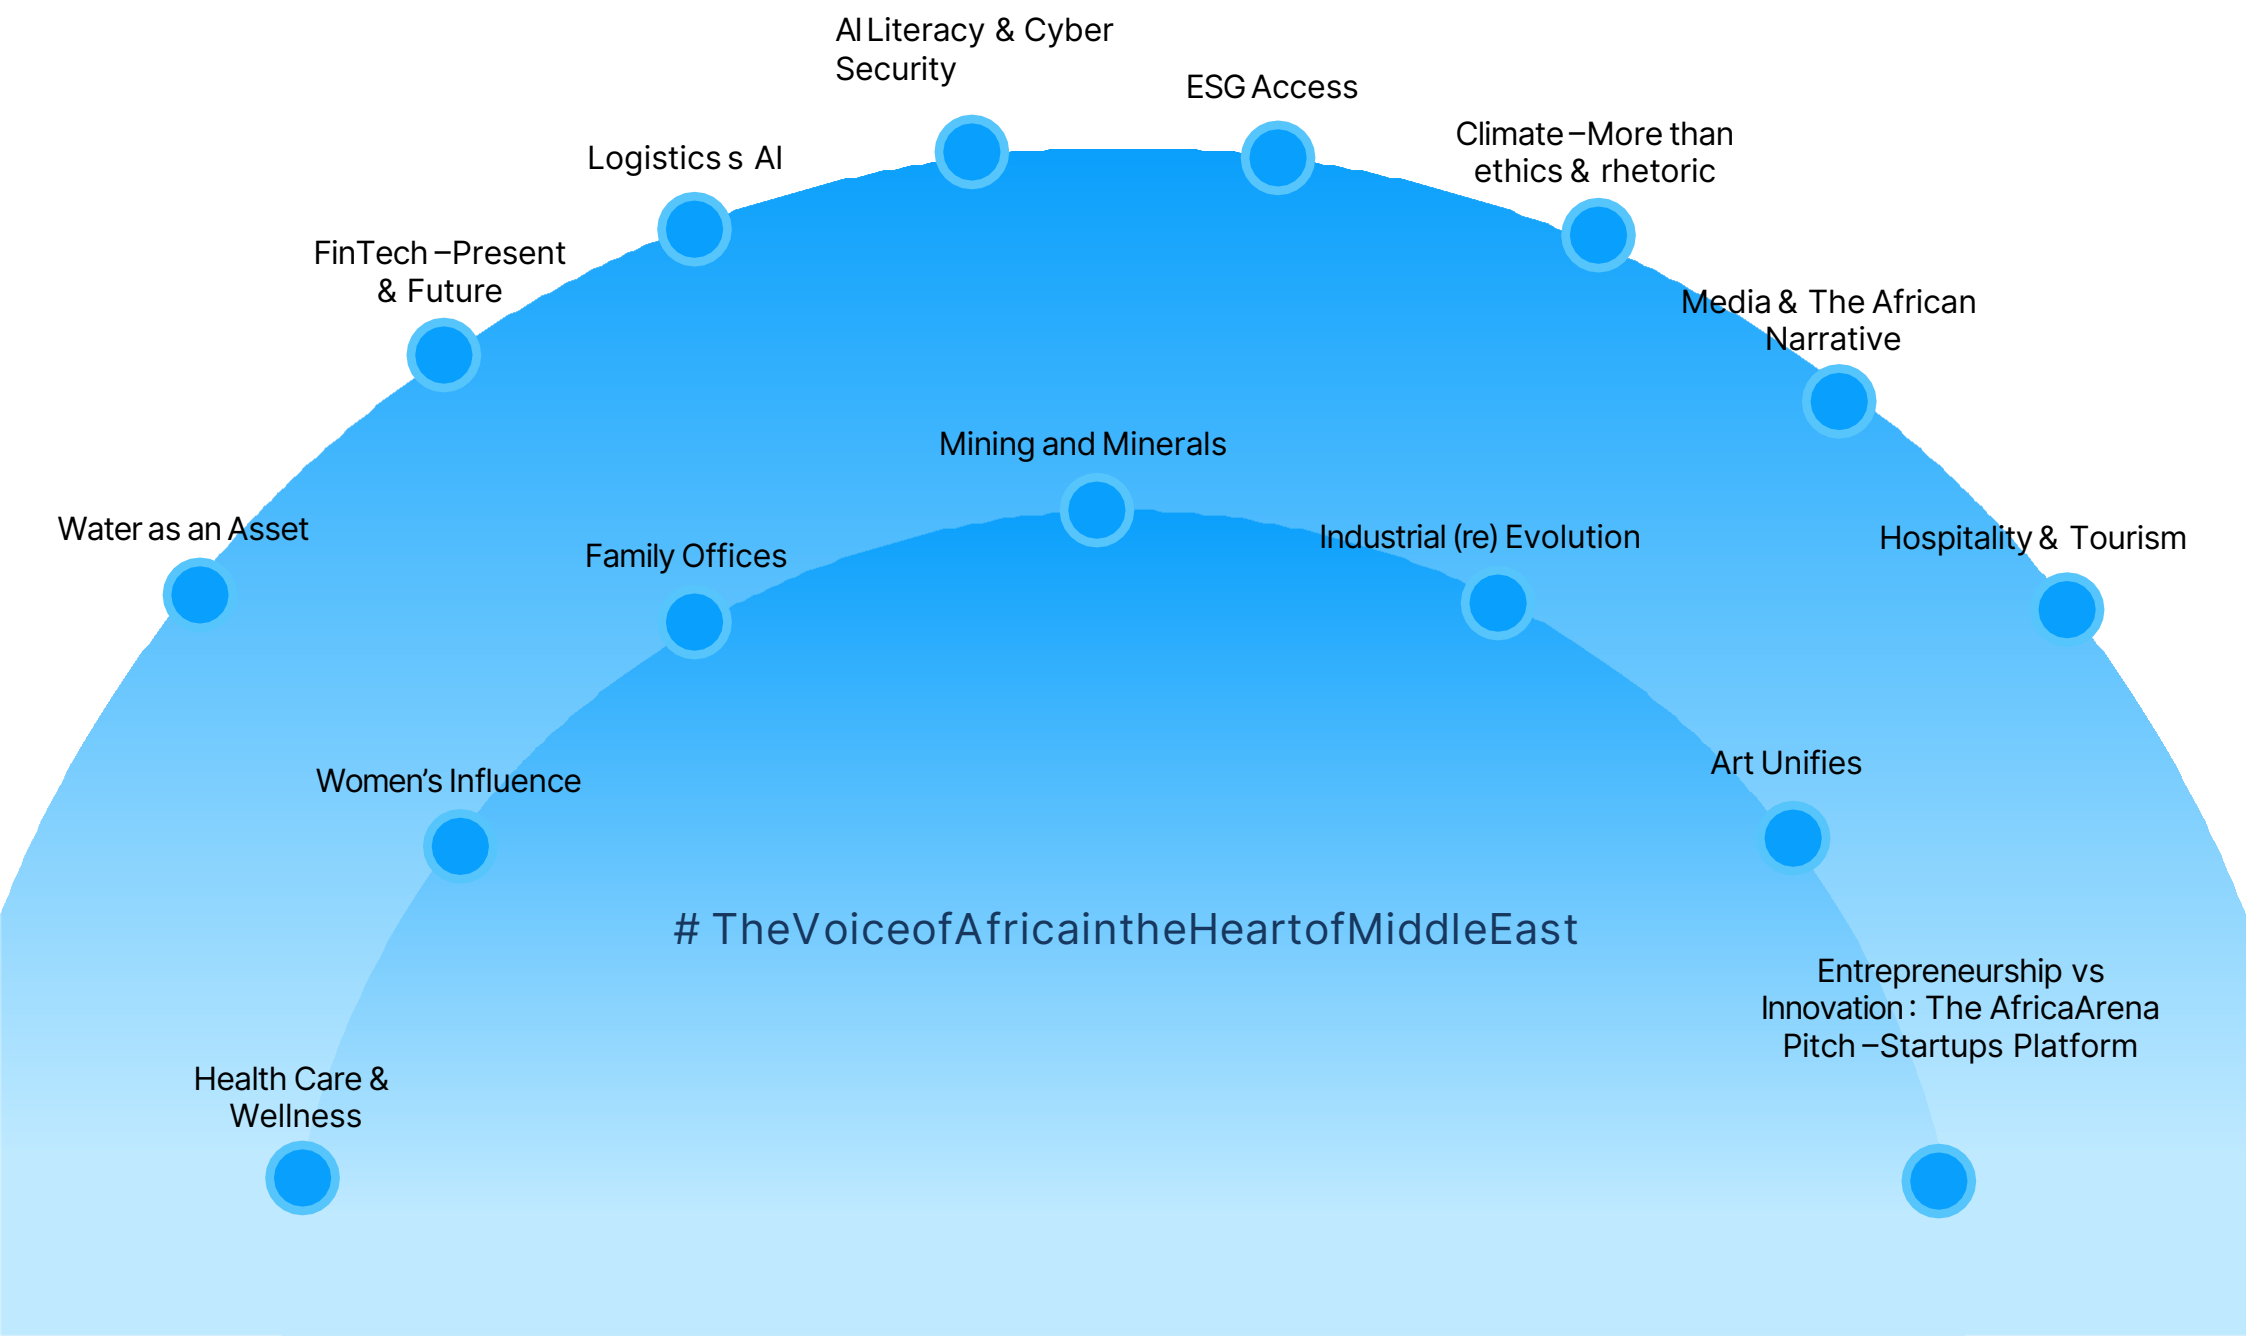 AI Literacy & Cyber
Security
ESG Access
Climate –More than
ethics & rhetoric
Logistics s AI
FinTech –Present
& Future
Media & The African
Narrative
Mining and Minerals
Water as an Asset
Family Offices
Industrial (re) Evolution
Hospitality & Tourism
Women’s Influence
Art Unifies
# TheVoiceofAfricaintheHeartofMiddleEast
Entrepreneurship vs
Innovation : The AfricaArena
Pitch –Startups Platform
Health Care &
Wellness